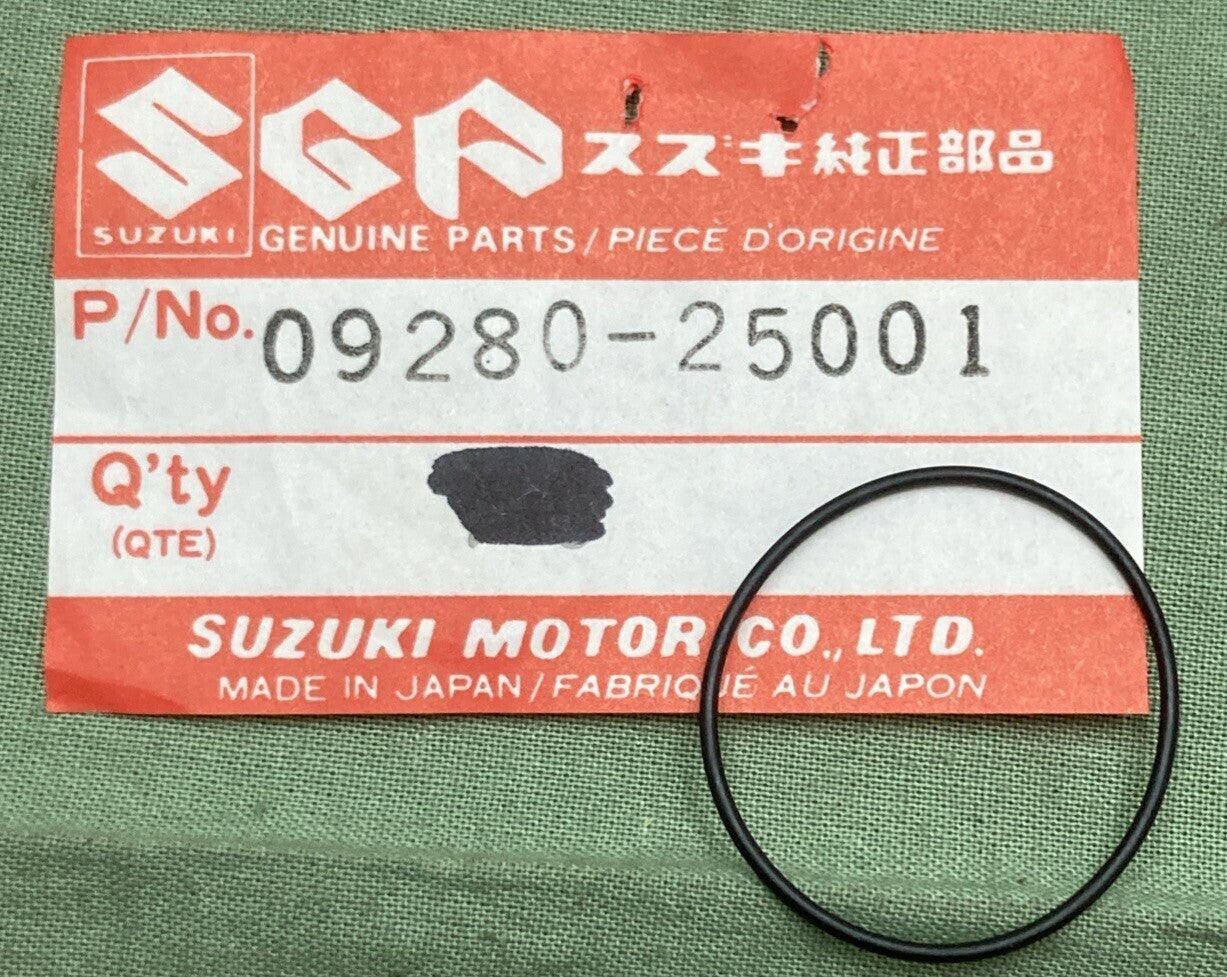 SGP スズキ純正部品
SUZUKI
GENUINE PARTS/PIECÈ D'ORIGINE
P/No. 09280-25001
Q'ty
(QTE)
SUZUKI MOTOR CO., LTD.
MADE IN JAPAN/FABRIQUÉ AU JAPON